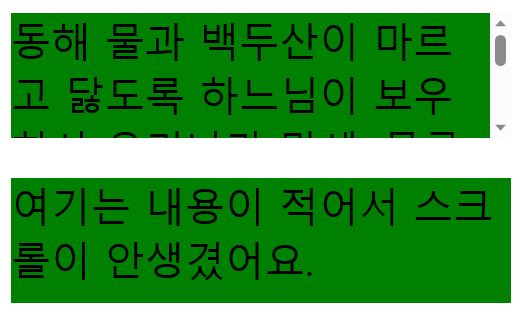 동해 물과 백두산이 마르
고 닳도록 하느님이 보우
여기는 내용이 적어서 스크
롤이 안생겼어요.